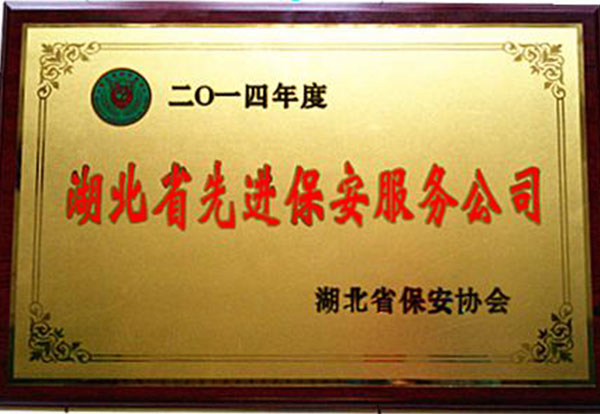 二〇一四年度
湖北省先进保安服务公司
湖北省保安协会